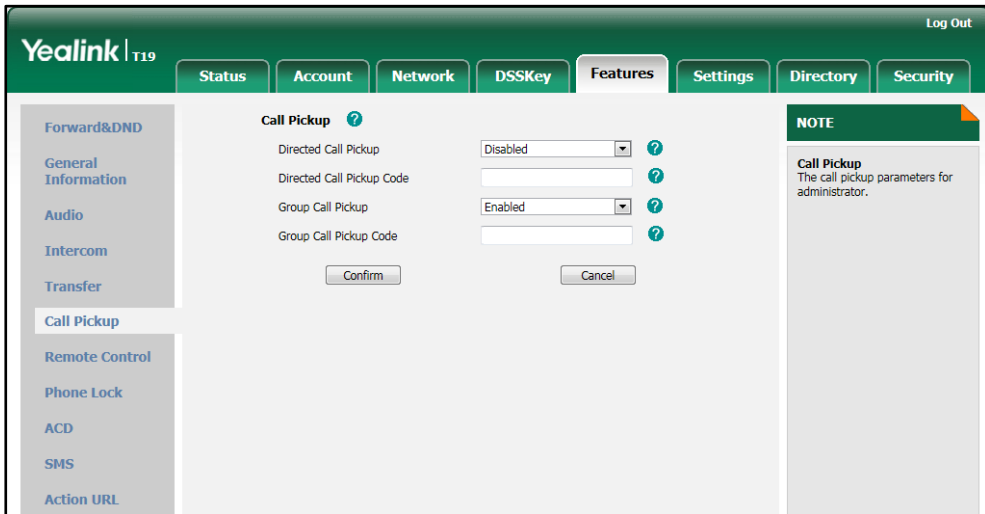 Log Out
Yealink T19
Status Account Network DSSKey Features Settings Directory Security
Forward&DND
General
Information
Audio
Intercom
Transfer
Call Pickup
Remote Control
Phone Lock
ACD
SMS
Action URL
Call Pickup ?
Directed Call Pickup Disabled ?
Directed Call Pickup Code ?
Group Call Pickup Enabled ?
Group Call Pickup Code ?
Confirm Cancel
NOTE
Call Pickup
The call pickup parameters for
administrator.